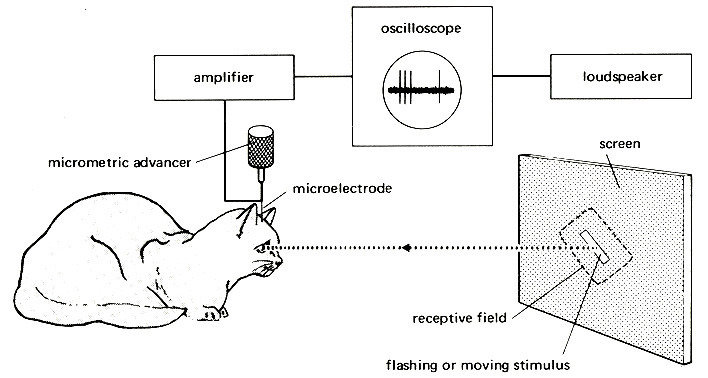 oscilloscope
amplifier
loudspeaker
screen
micrometric advancer
microelectrode
receptive field
flashing or moving stimulus